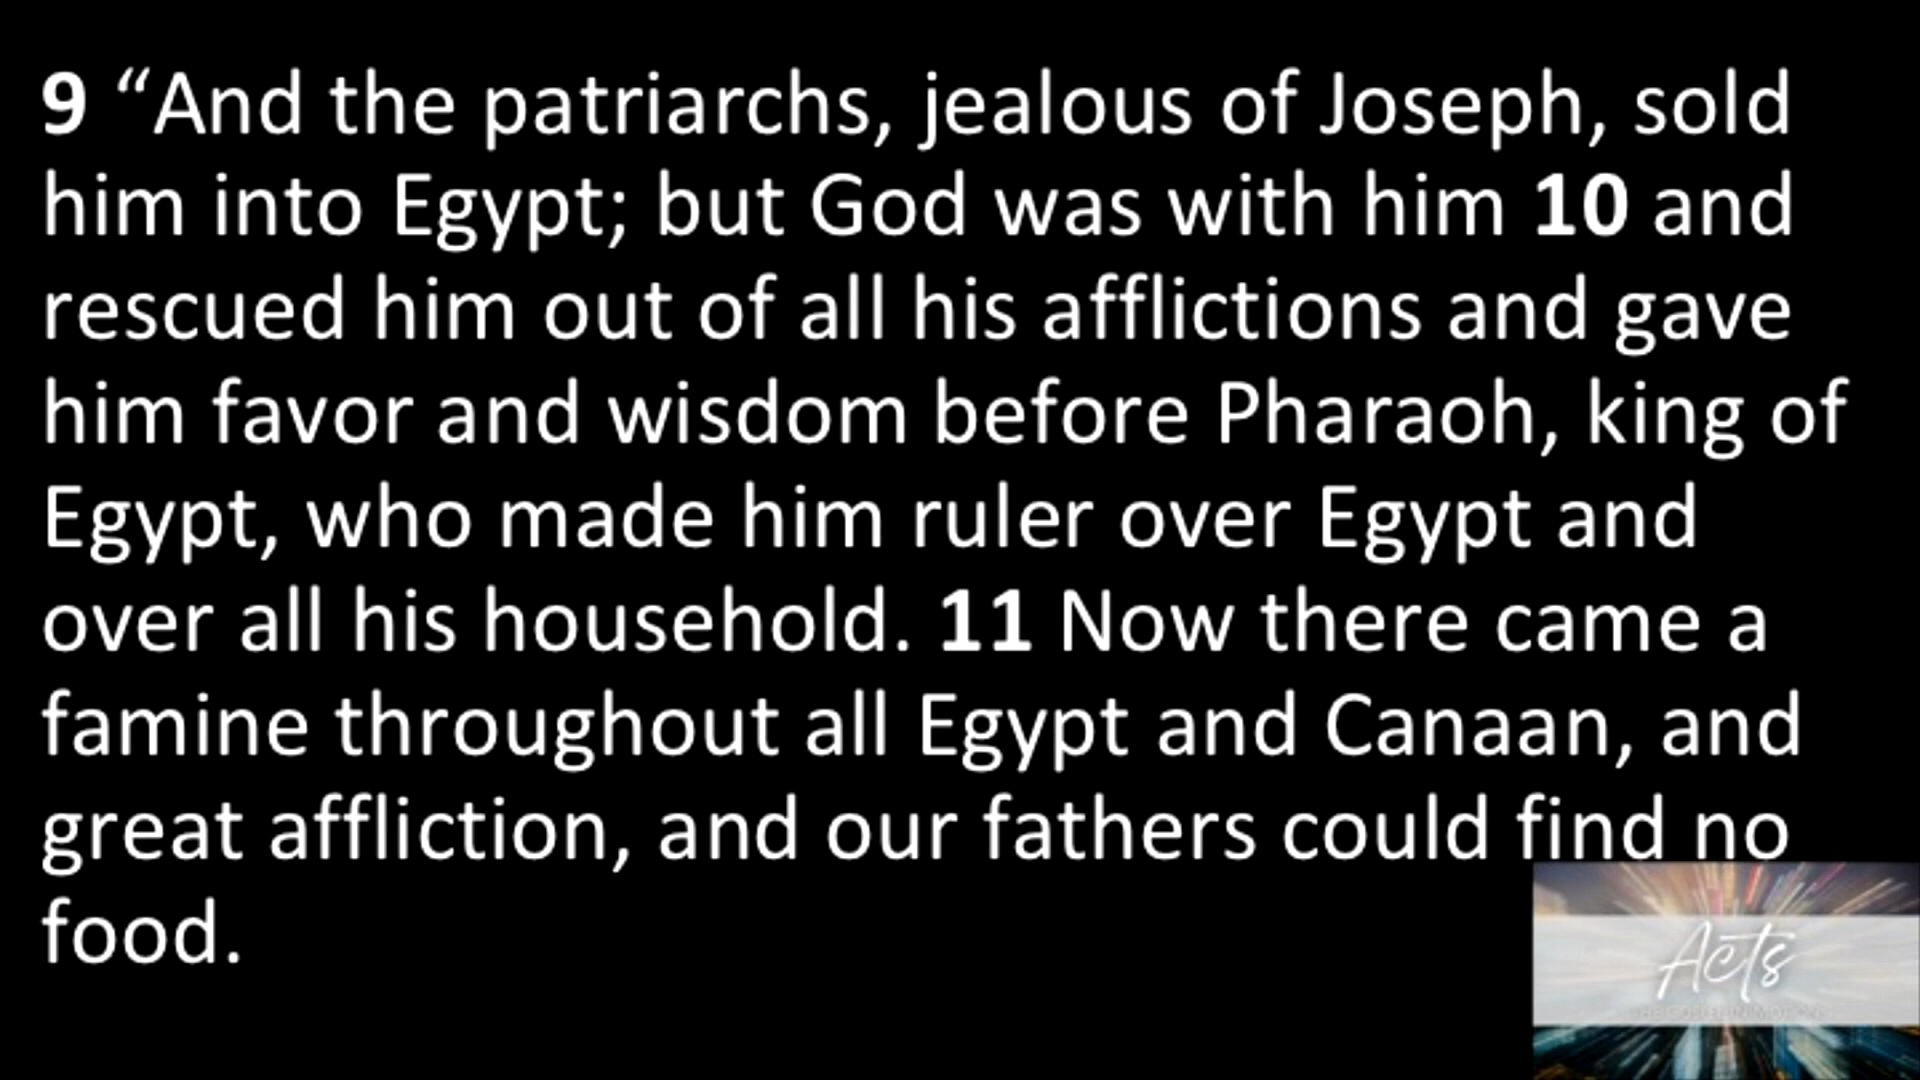 9 “And the patriarchs, jealous of Joseph, sold
him into Egypt; but God was with him 10 and
rescued him out of all his afflictions and gave
him favor and wisdom before Pharaoh, king of
Egypt, who made him ruler over Egypt and
over all his household. 11 Now there came a
famine throughout all Egypt and Canaan, and
great affliction, and our fathers could find no
food.
Acts